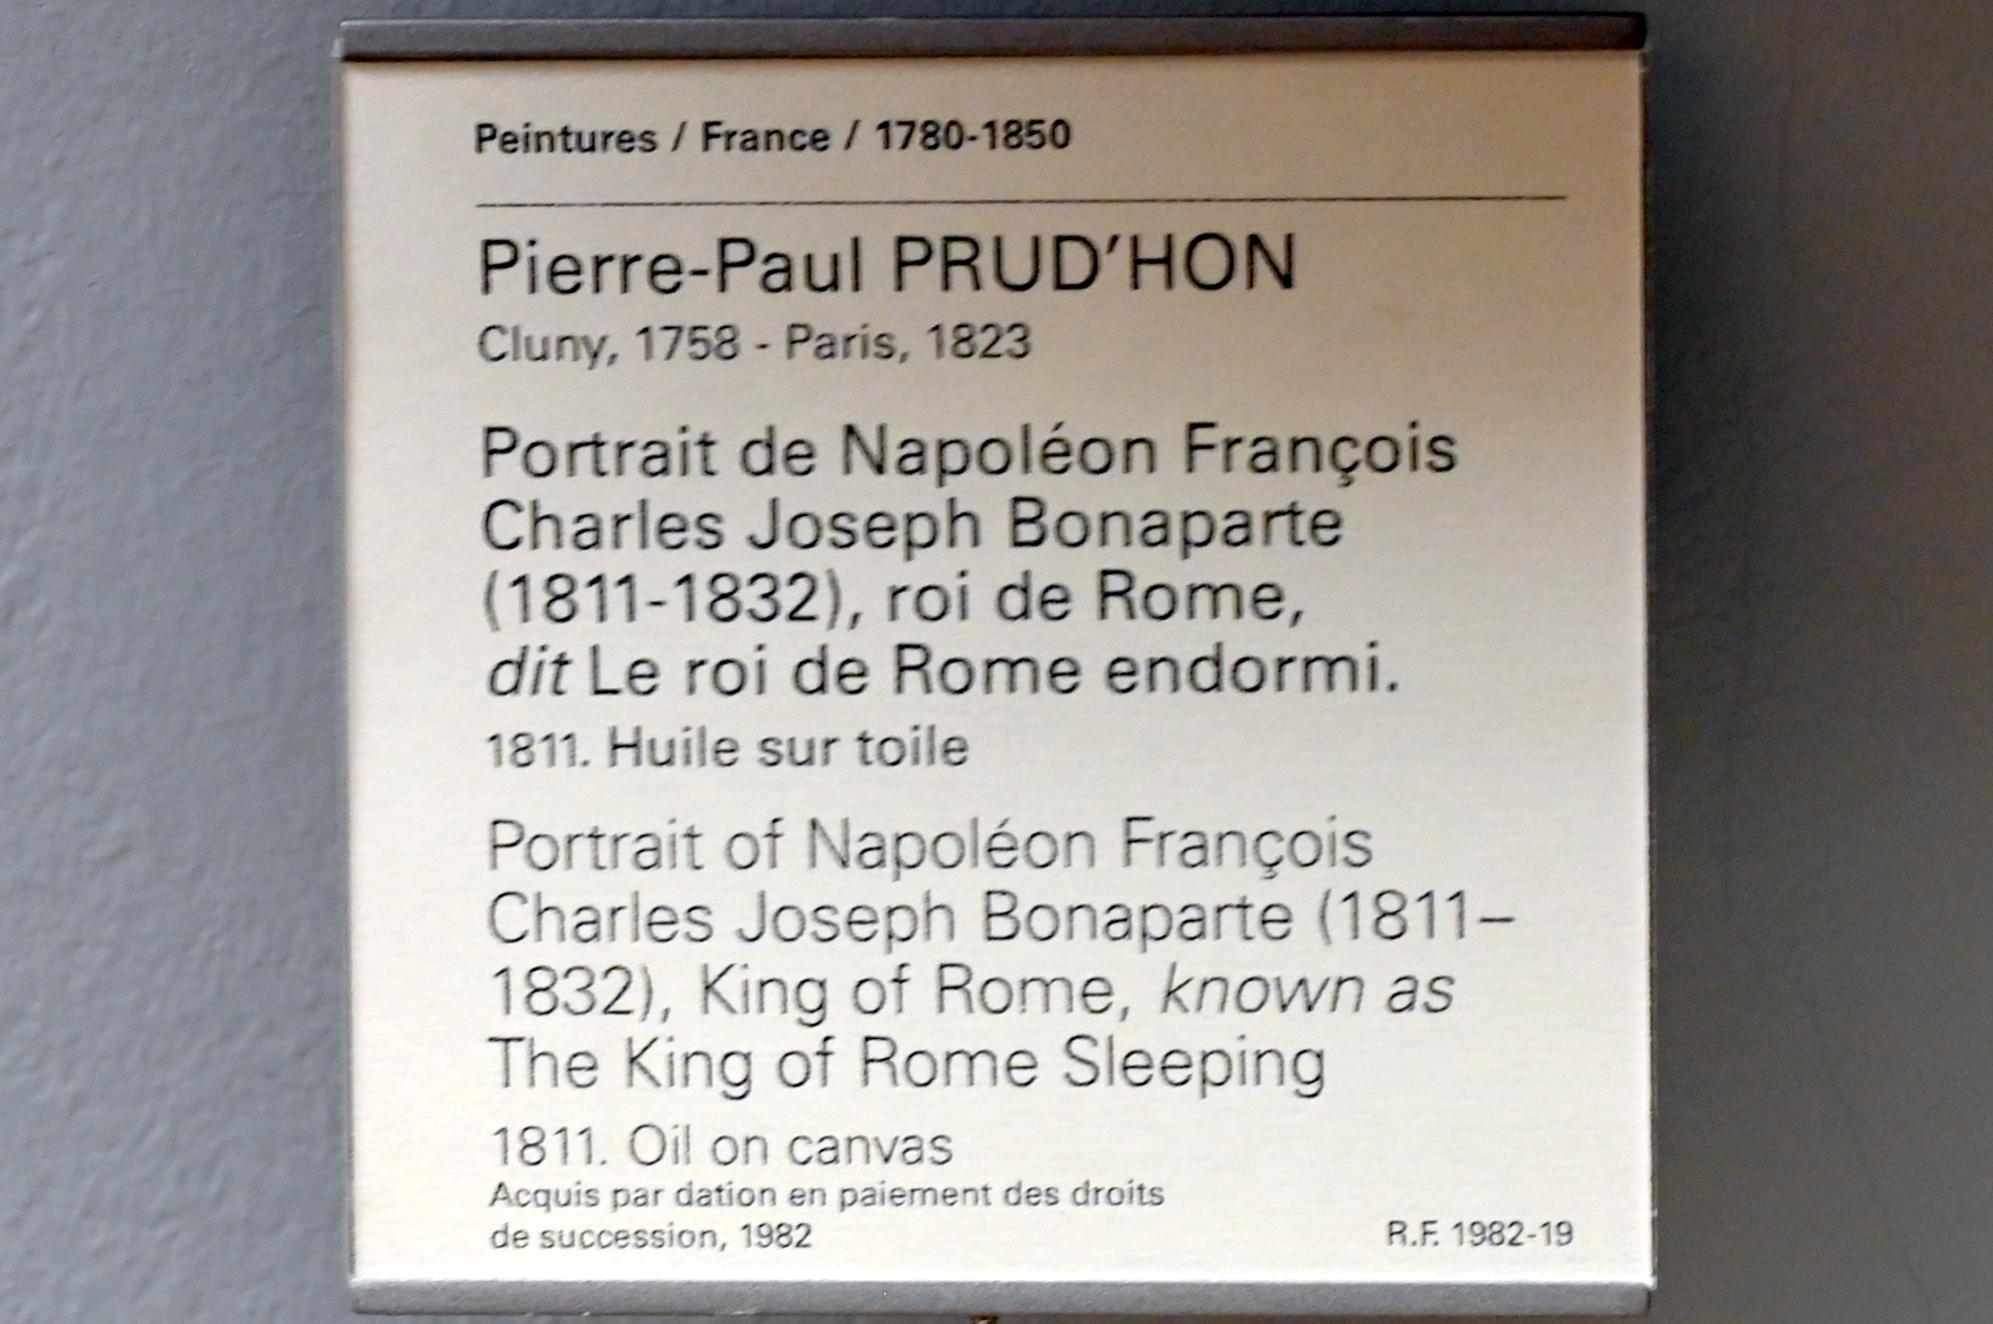 Peintures / France / 1780-1850
Pierre-Paul PRUD'HON
Cluny, 1758 - Paris, 1823
Portrait de Napoléon François
Charles Joseph Bonaparte
(1811-1832), roi de Rome,
dit Le roi de Rome endormi.
1811. Huile sur toile
Portrait of Napoléon François
Charles Joseph Bonaparte (1811–
1832), King of Rome, known as
The King of Rome Sleeping
1811. Oil on canvas
Acquis par dation en paiement des droits
de succession, 1982
R.F. 1982-19